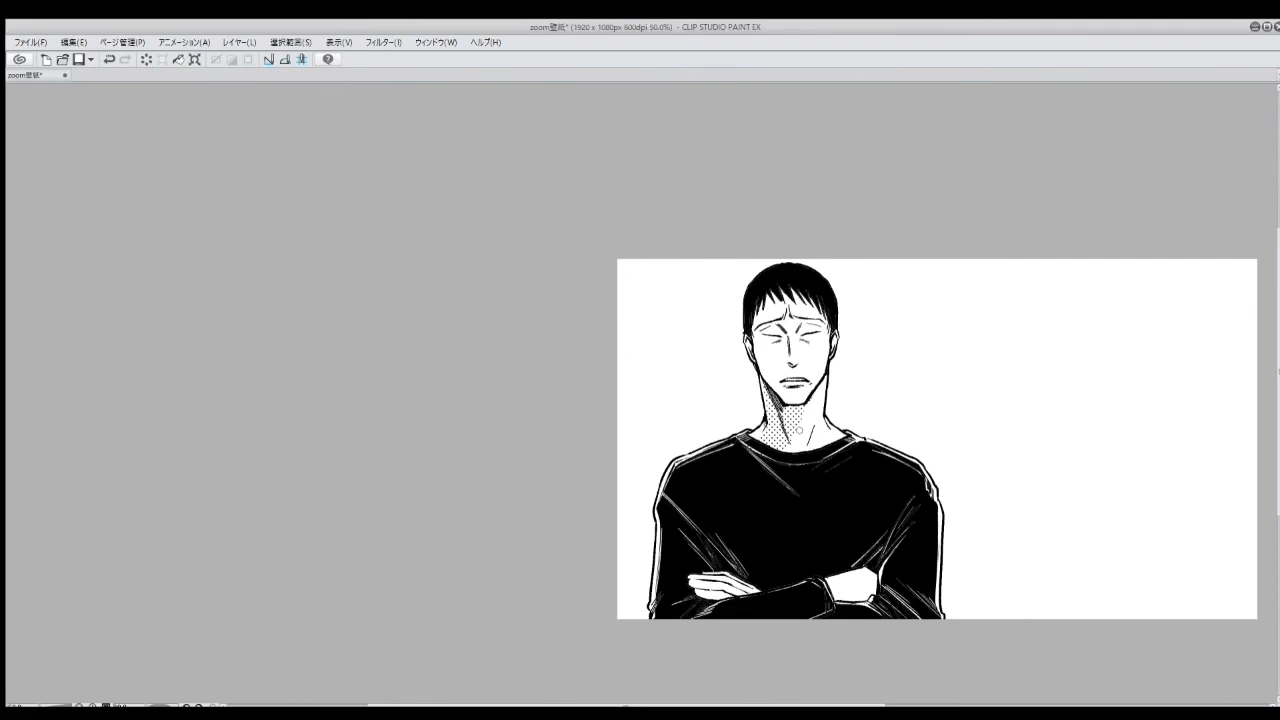 zoom壁紙* (1920 x 1080px 600dpi 50.0%) - CLIP STUDIO PAINT EX
ファイル(F) 編集(E) ページ管理(P) アニメーション(A) レイヤー(L) 選択範囲(S) 表示(V) フィルター(I) ウィンドウ(W) ヘルプ(H)
zoom壁紙*